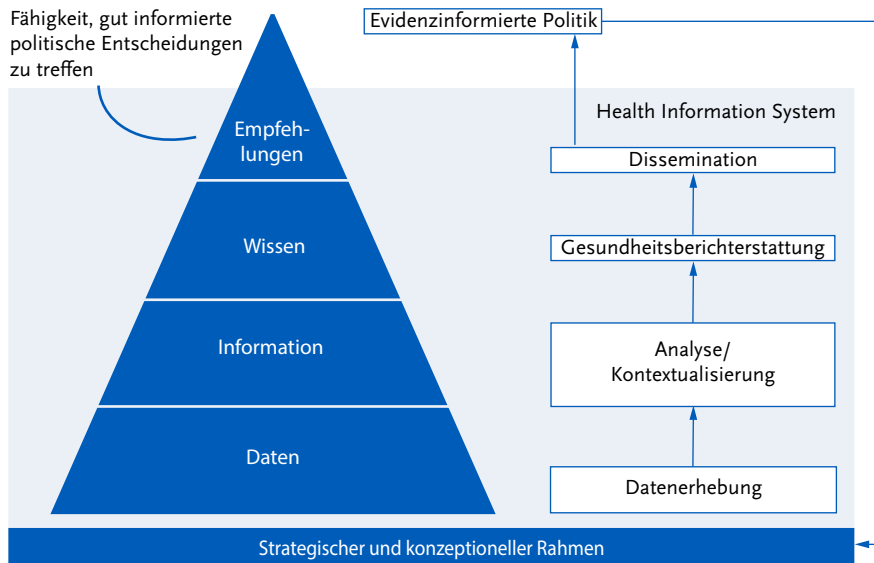 Fähigkeit, gut informierte
politische Entscheidungen
zu treffen
Evidenzinformierte Politik
Health Information System
Empfeh-
lungen
Wissen
Information
Daten
Dissemination
Gesundheitsberichterstattung
Analyse/
Kontextualisierung
Datenerhebung
Strategischer und konzeptioneller Rahmen